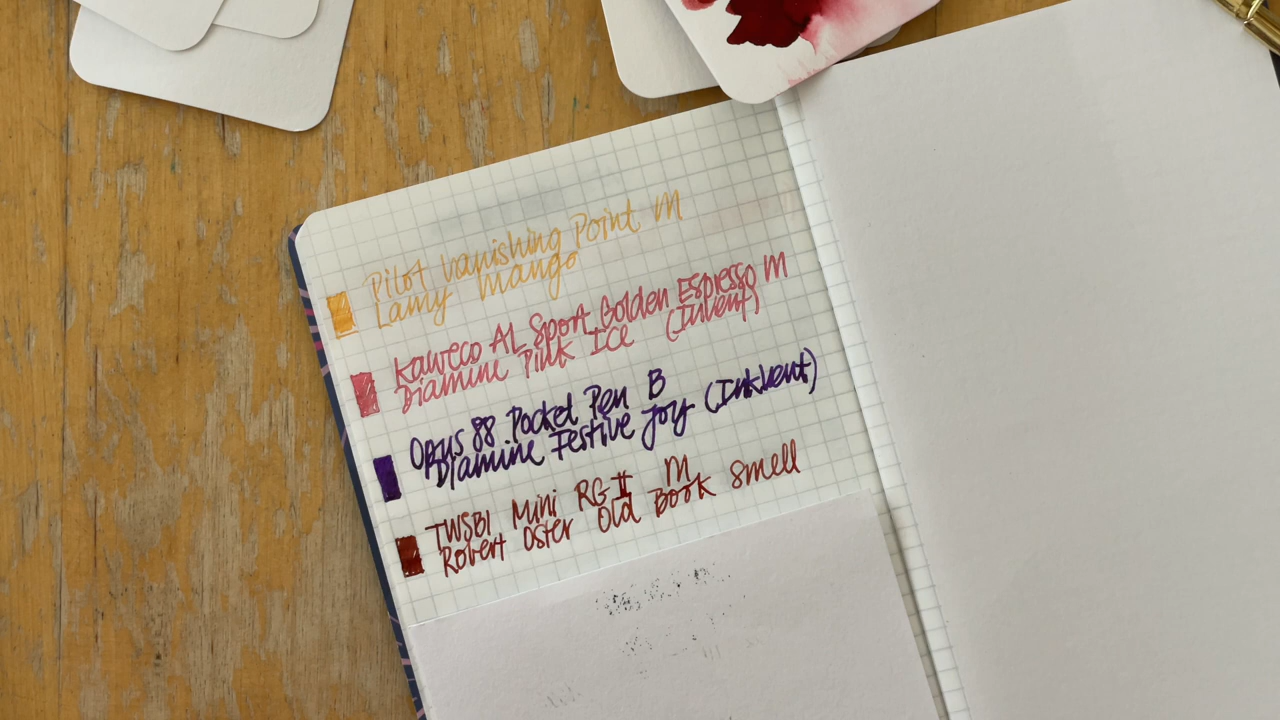 Pilot Vanishing Point M
Lamy Mango
Kaweco AL Sport Golden Espresso M
Diamine Pink Ice (Invent)
Opus 88 Pocket Pen B
Diamine Festive Joy (Inkvent)
TWSBI Mini RG II M
Robert Oster Old Book Smell